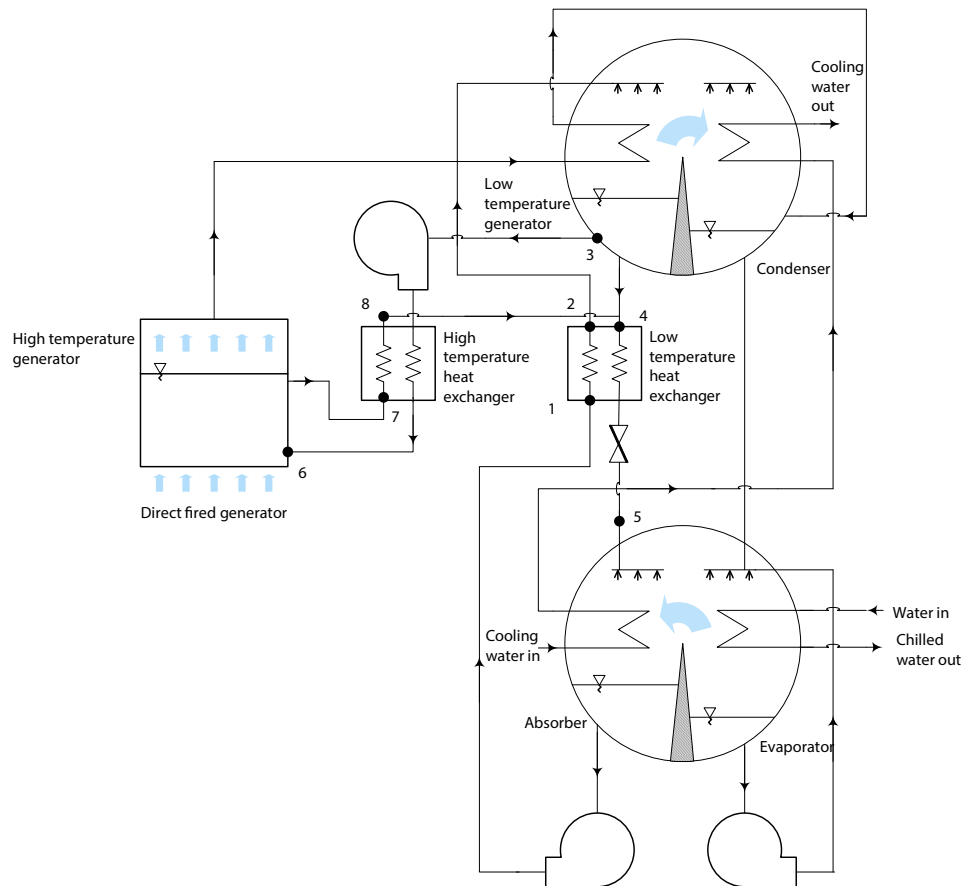 Cooling
water
out
Low
temperature
generator
3
Condenser
8
2
4
High temperature
generator
High
temperature
heat
exchanger
Low
temperature
heat
exchanger
7
1
6
Direct fired generator
5
Water in
Cooling
water in
Chilled
water out
Absorber
Evaporator